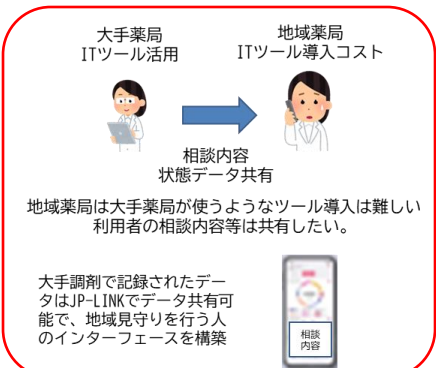 大手薬局
ITツール活用
地域薬局
ITツール導入コスト
相談内容
状態データ共有
地域薬局は大手薬局が使うようなツール導入は難しい
利用者の相談内容等は共有したい。
大手調剤で記録されたデー
タはJP-LINKでデータ共有可
能で、地域見守りを行う人
のインターフェースを構築
相談
内容